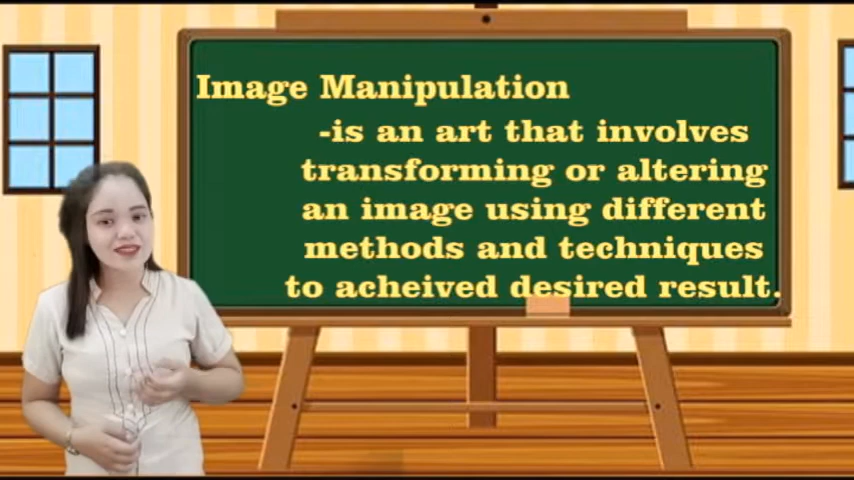 Image Manipulation
-is an art that involves
transforming or altering
an image using different
methods and techniques
to acheived desired result.